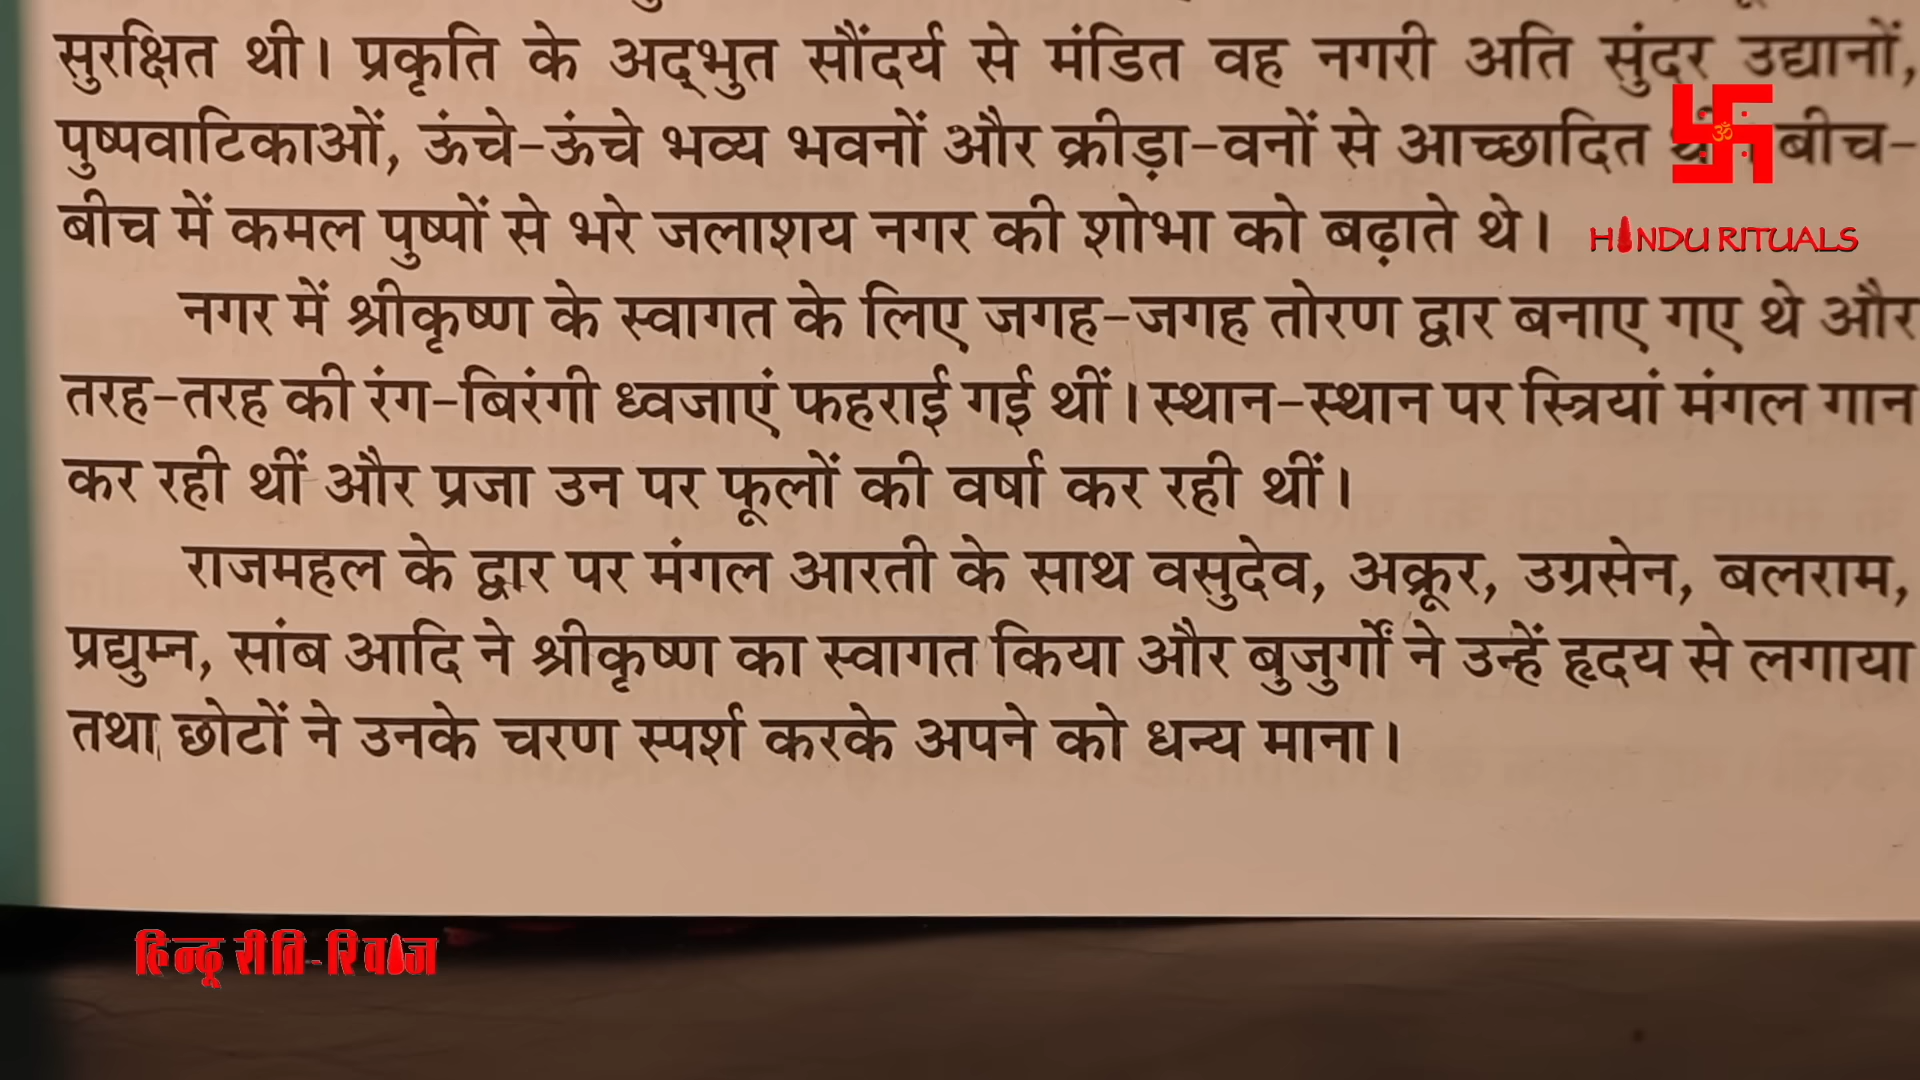 सुरक्षित थी। प्रकृति के अद्‌भुत सौंदर्य से मंडित वह नगरी अति सुंदर उद्यानों,
पुष्पवाटिकाओं, ऊंचे-ऊंचे भव्य भवनों और क्रीड़ा-वनों से आच्छादित बीच-
बीच में कमल पुष्पों से भरे जलाशय नगर की शोभा को बढ़ाते थे।
HINDU RITUALS
नगर में श्रीकृष्ण के स्वागत के लिए जगह-जगह तोरण द्वार बनाए गए थे और
तरह-तरह की रंग-बिरंगी ध्वजाएं फहराई गई थीं। स्थान-स्थान पर स्त्रियां मंगल गान
कर रही थीं और प्रजा उन पर फूलों की वर्षा कर रही थीं।
राजमहल के द्वार पर मंगल आरती के साथ वसुदेव, अक्रूर, उग्रसेन, बलराम,
प्रद्युम्न, सांब आदि ने श्रीकृष्ण का स्वागत किया और बुजुर्गों ने उन्हें हृदय से लगाया
तथा छोटों ने उनके चरण स्पर्श करके अपने को धन्य माना।
हिन्दू रीति-रिवाज